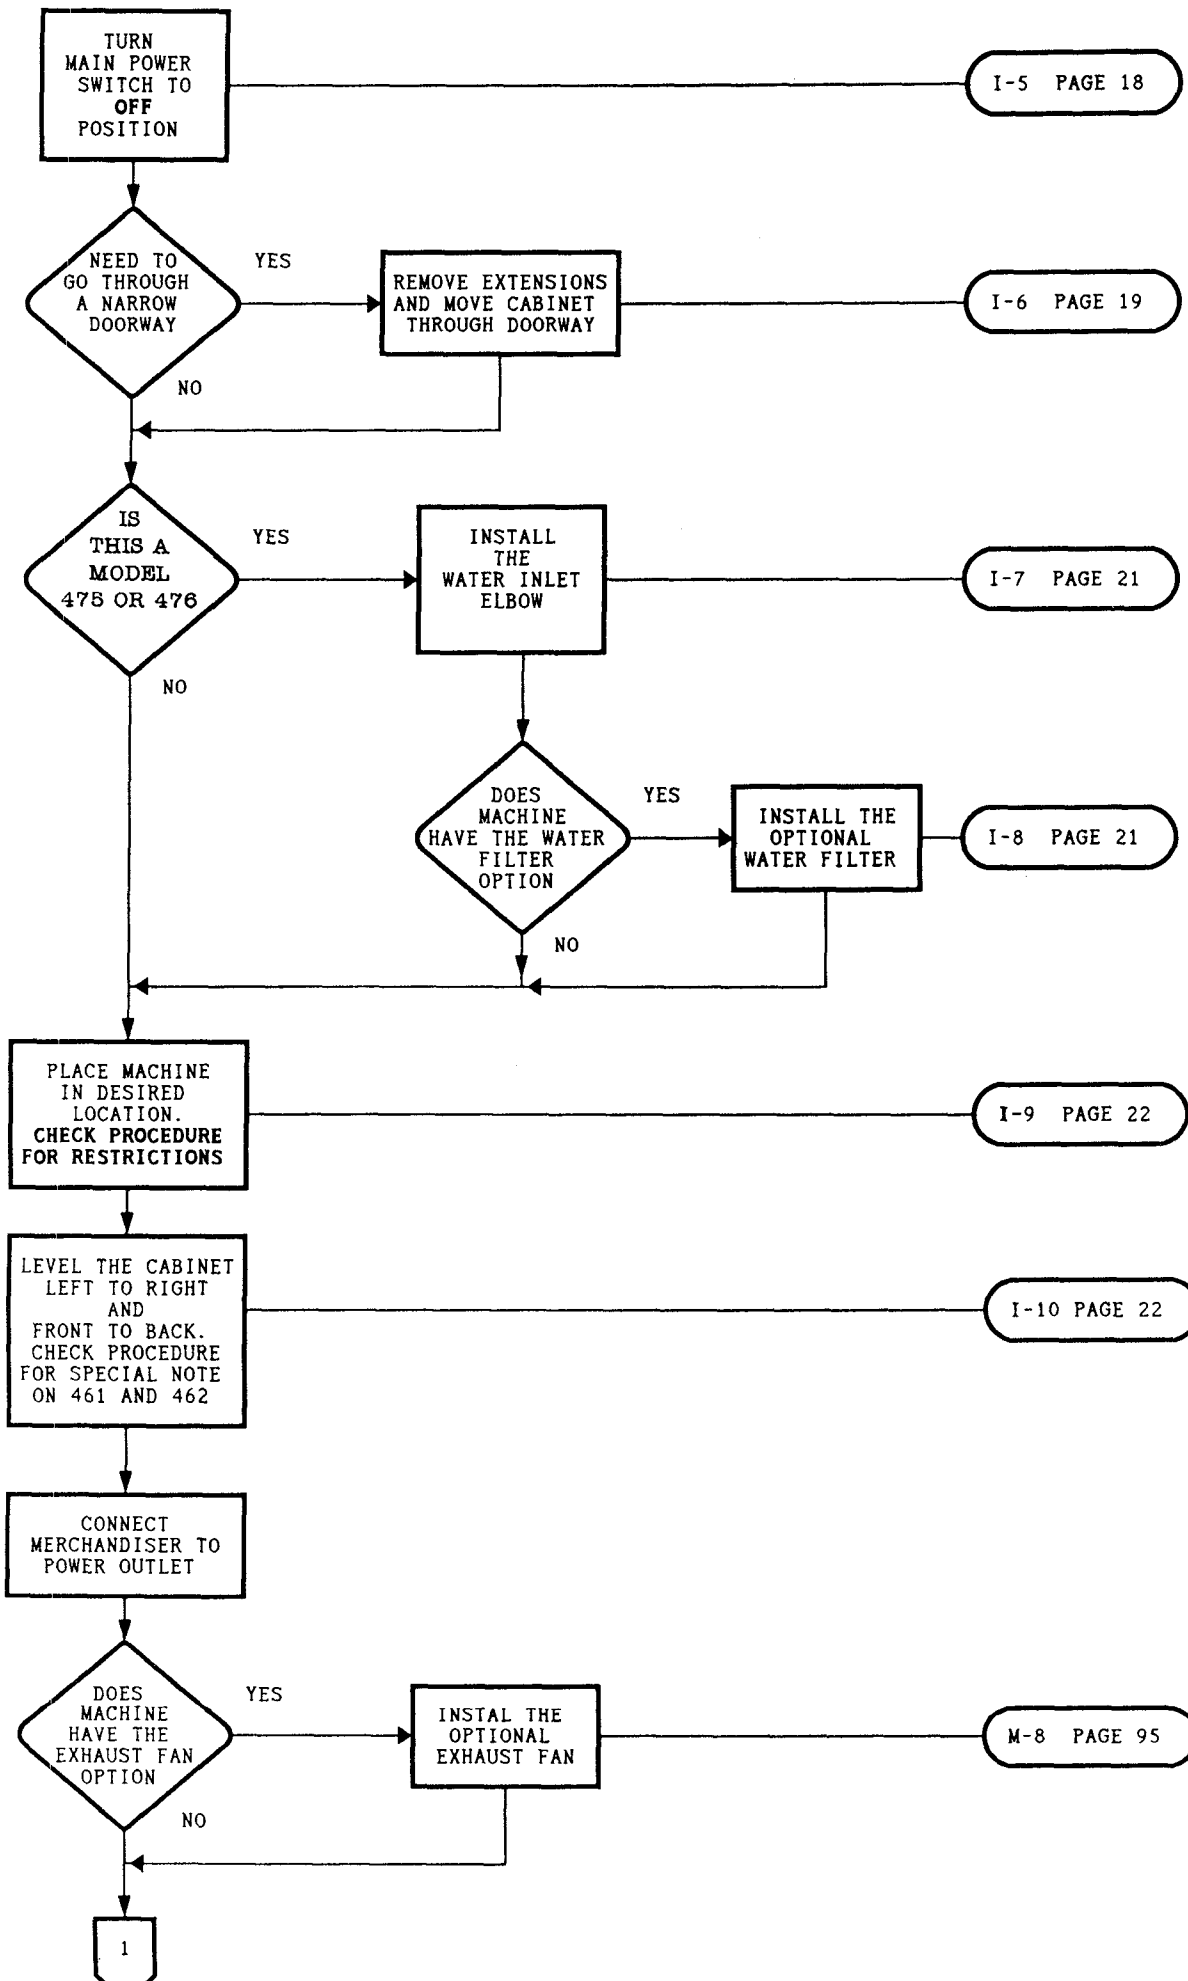 TURN
MAIN POWER
SWITCH TO
OFF
POSITION
I-5 PAGE 18
NEED TO
GO THROUGH
A NARROW
DOORWAY
YES
NO
REMOVE EXTENSIONS
AND MOVE CABINET
THROUGH DOORWAY
I-6 PAGE 19
IS
THIS A
MODEL
475 OR 476
YES
NO
INSTALL
THE
WATER INLET
ELBOW
I-7 PAGE 21
DOES
MACHINE
HAVE THE WATER
FILTER
OPTION
YES
NO
INSTALL THE
OPTIONAL
WATER FILTER
I-8 PAGE 21
PLACE MACHINE
IN DESIRED
LOCATION.
CHECK PROCEDURE
FOR RESTRICTIONS
I-9 PAGE 22
LEVEL THE CABINET
LEFT TO RIGHT
AND
FRONT TO BACK.
CHECK PROCEDURE
FOR SPECIAL NOTE
ON 461 AND 462
I-10 PAGE 22
CONNECT
MERCHANDISER TO
POWER OUTLET
DOES
MACHINE
HAVE THE
EXHAUST FAN
OPTION
YES
NO
INSTAL THE
OPTIONAL
EXHAUST FAN
M-8 PAGE 95
1